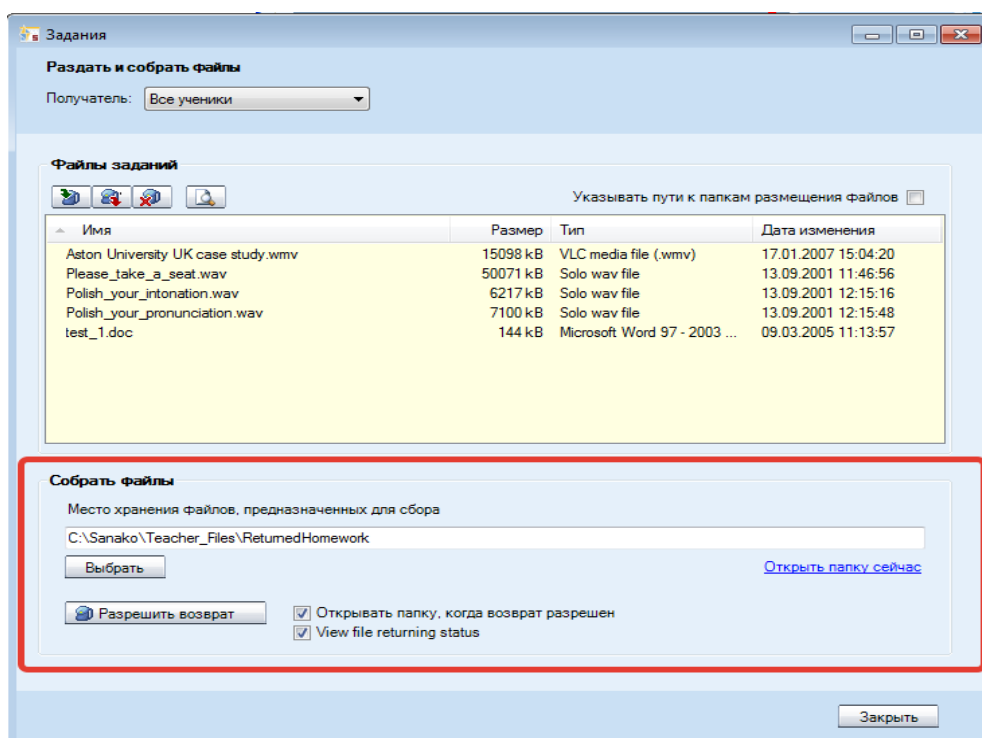 Задания
Раздать и собрать файлы
Получатель: Все ученики
Файлы заданий
Указывать пути к папкам размещения файлов
Имя Размер Тип Дата изменения
Aston University UK case study.wmv 15098 kB VLC media file (.wmv) 17.01.2007 15:04:20
Please_take_a_seat.wav 50071 kB Solo wav file 13.09.2001 11:46:56
Polish_your_intonation.wav 6217 kB Solo wav file 13.09.2001 12:15:16
Polish_your_pronunciation.wav 7100 kB Solo wav file 13.09.2001 12:15:48
test_1.doc 144 kB Microsoft Word 97 - 2003 ... 09.03.2005 11:13:57
Собрать файлы
Место хранения файлов, предназначенных для сбора
C:\Sanako\Teacher_Files\ReturnedHomework
Выбрать Открыть папку сейчас
Разрешить возврат Открывать папку, когда возврат разрешен
View file returning status
Закрыть